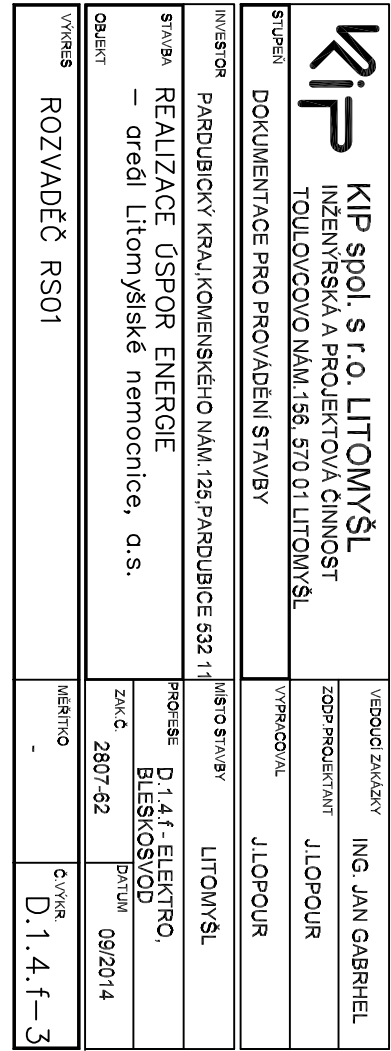 KiP
KIP spol. s r.o. LITOMYŠL
INŽENÝRSKÁ A PROJEKTOVÁ ČINNOST
TOULOVCOVO NÁM.156, 570 01 LITOMYŠL
VEDOUCÍ ZAKÁZKY
ING. JAN GABRHEL
ZODP.PROJEKTANT
J.LOPOUR
STUPEŇ
DOKUMENTACE PRO PROVÁDĚNÍ STAVBY
VYPRACOVAL
J.LOPOUR
INVESTOR
PARDUBICKÝ KRAJ,KOMENSKÉHO NÁM.125,PARDUBICE 532 11
MÍSTO STAVBY
LITOMYŠL
STAVBA
REALIZACE ÚSPOR ENERGIE
– areál Litomyšlské nemocnice, a.s.
OBJEKT
PROFESE
D.1.4.f - ELEKTRO,
BLESKOSVOD
ZAK.Č.
2807-62
DATUM
09/2014
VÝKRES
ROZVADĚČ RS01
MĚŘÍTKO
-
Č.VÝKR.
D.1.4.f–3